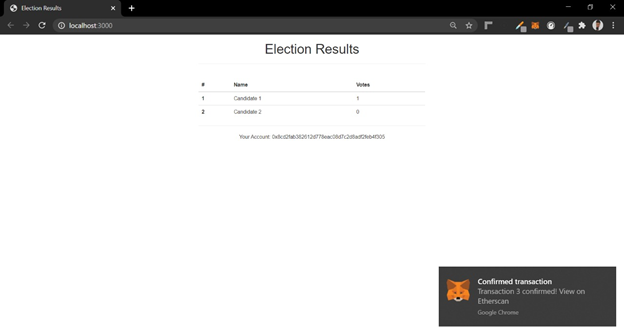 Election Results
localhost:3000
Election Results
# Name Votes
1 Candidate 1 1
2 Candidate 2 0
Your Account:
Confirmed transaction
Transaction 3 confirmed! View on
Etherscan
Google Chrome